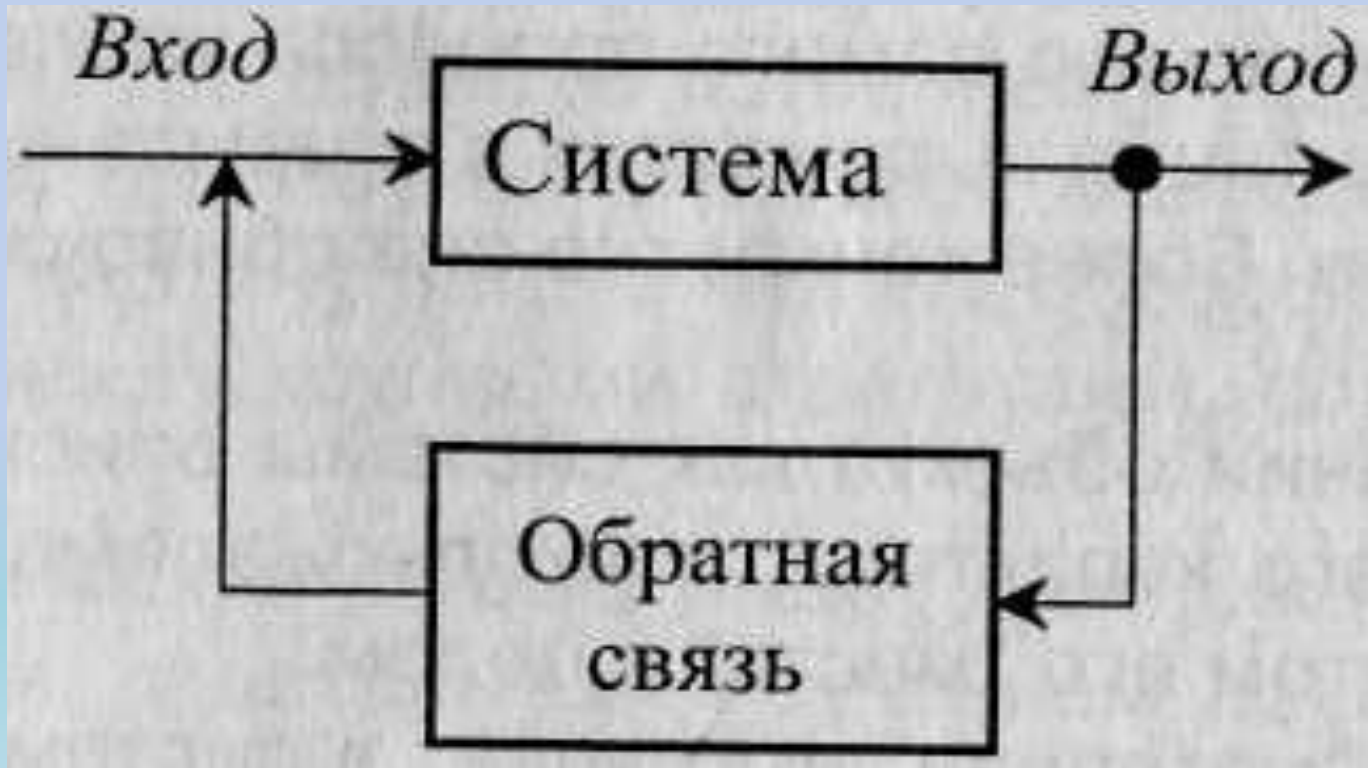 Вход
Выход
Система
Обратная
связь